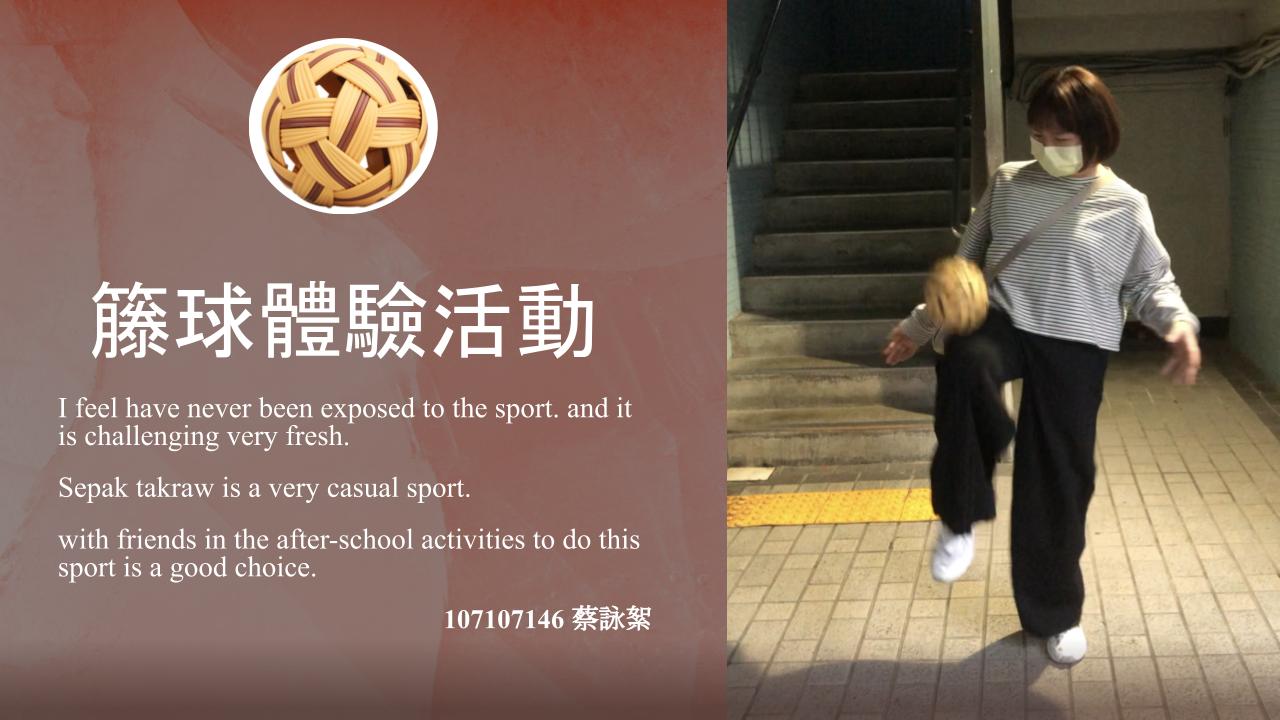 籐球體驗活動
I feel have never been exposed to the sport. and it
is challenging very fresh.
Sepak takraw is a very casual sport.
with friends in the after-school activities to do this
sport is a good choice.
107107146 蔡詠絮